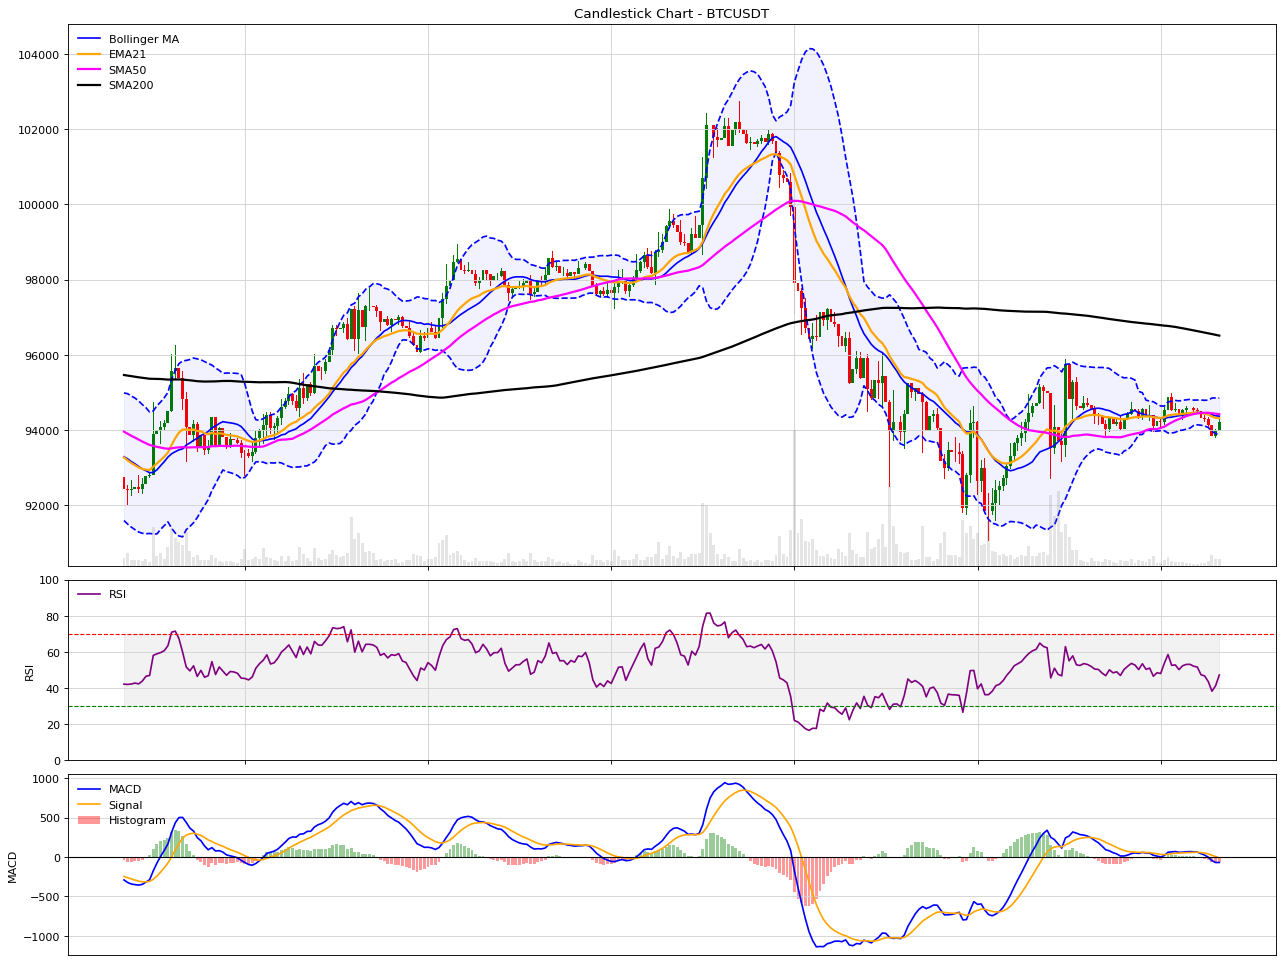 Candlestick Chart - BTCUSDT
Bollinger MA
EMA21
SMA50
SMA200
104000
102000
100000
98000
96000
94000
92000
RSI
RSI
100
80
60
40
20
0
MACD
Signal
Histogram
MACD
1000
500
0
−500
−1000